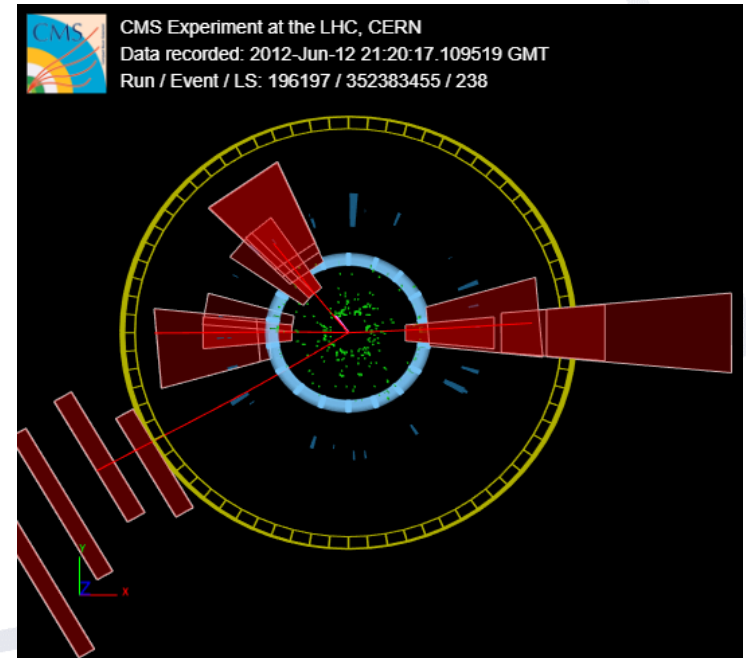 CMS
CMS Experiment at the LHC, CERN
Data recorded: 2012-Jun-12 21:20:17.109519 GMT
Run / Event / LS: 196197 / 352383455 / 238
Y
Z
X